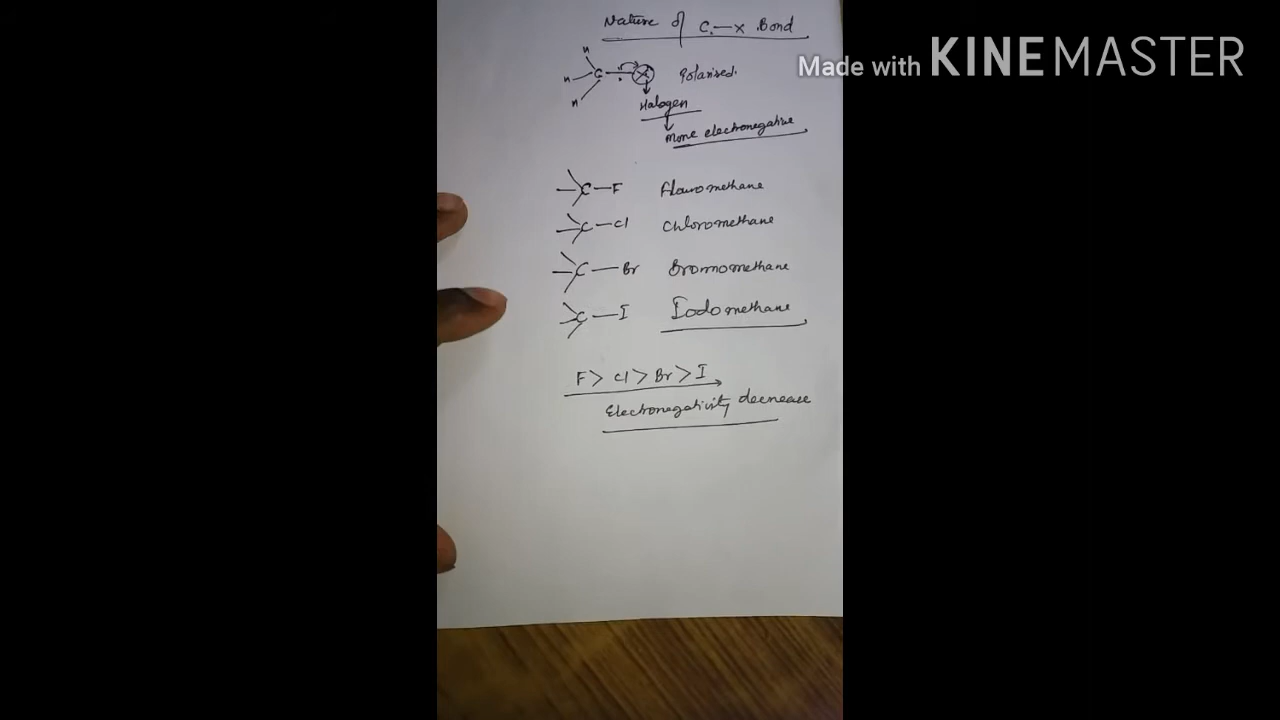 Nature of C-X Bond
Made with KINEMASTER
H
H C X Polarised.
H
Halogen
More electronegative
C-F Flouromethane
C-Cl Chloromethane
C-Br Bromomethane
C-I Iodomethane
F > Cl > Br > I
Electronegativity decrease